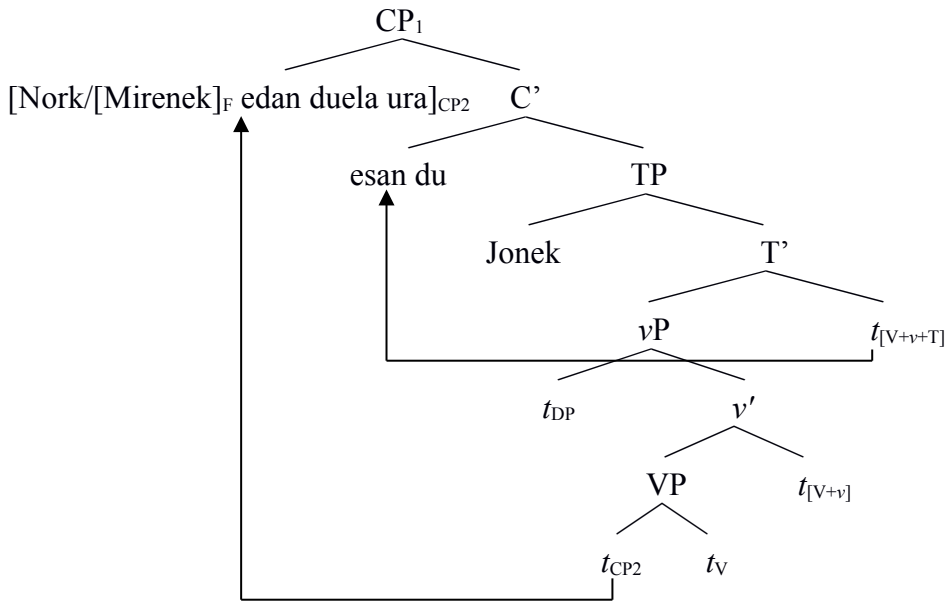 CP₁
[Nork/[Mirenek]F edan duela ura]CP2 C’
esan du TP
Jonek T’
vP t[V+v+T]
tDP v′
VP t[V+v]
tCP2 tV